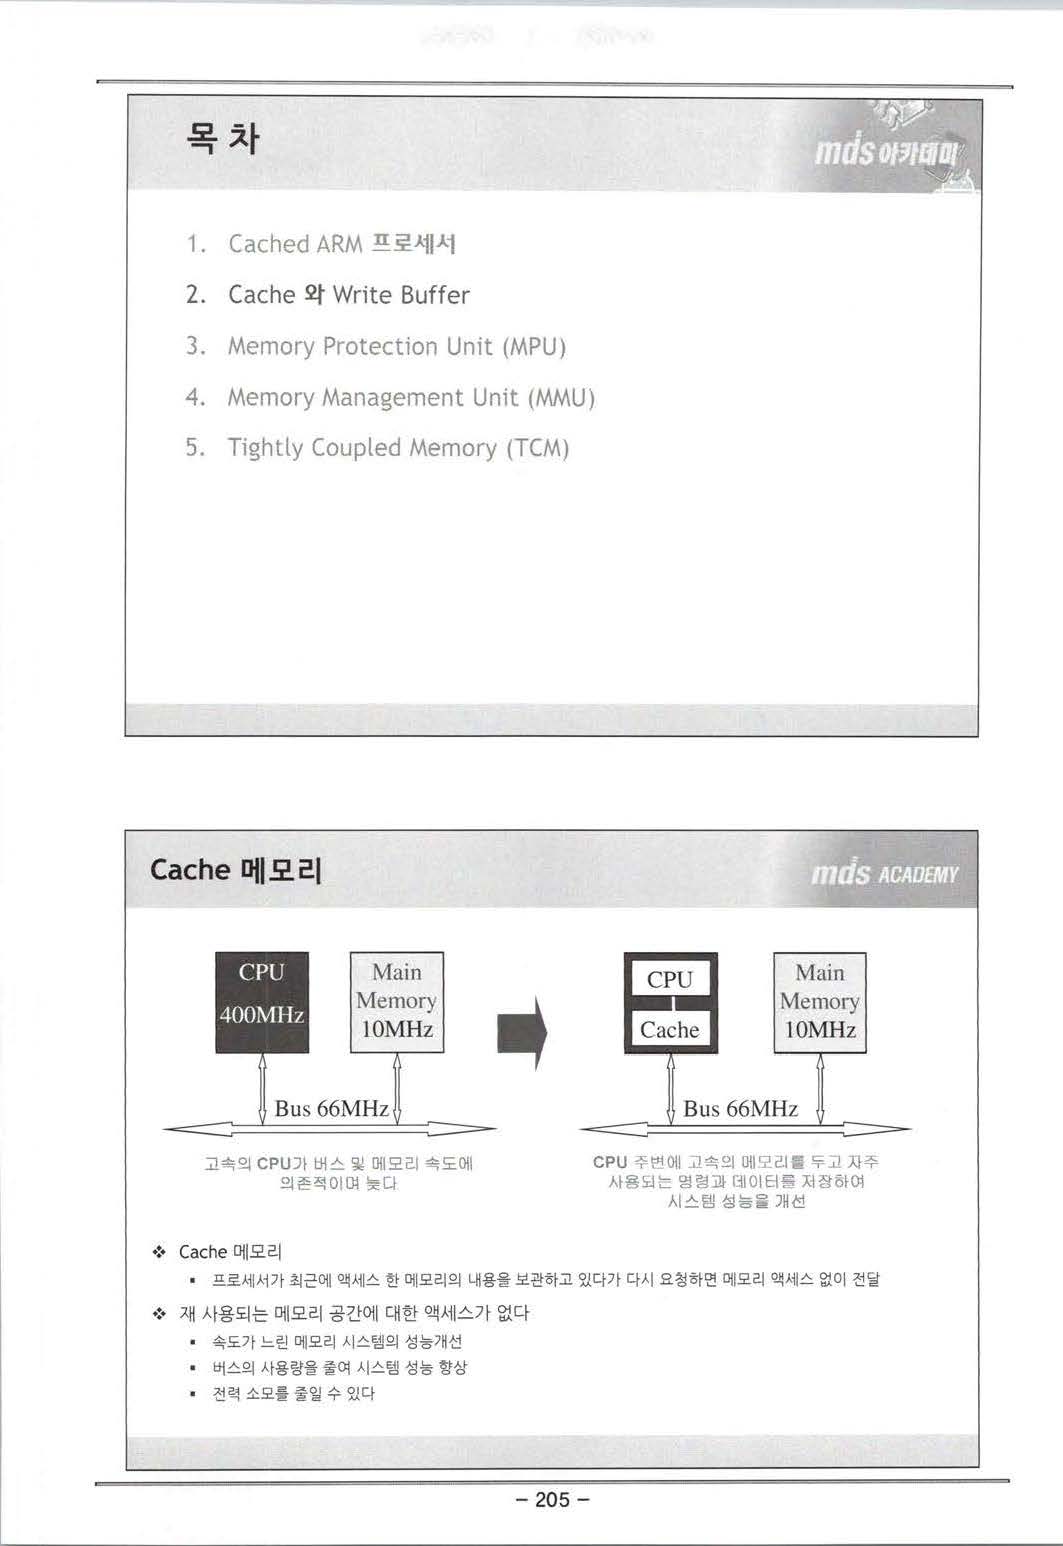 목 차
mds 아카데미
1. Cached ARM 프로세서
2. Cache 와 Write Buffer
3. Memory Protection Unit (MPU)
4. Memory Management Unit (MMU)
5. Tightly Coupled Memory (TCM)
Cache 메모리
mds ACADEMY
CPU
400MHz
Main
Memory
10MHz
Bus 66MHz
CPU
Cache
Main
Memory
10MHz
Bus 66MHz
고속의 CPU가 버스 및 메모리 속도에
의존적이며 늦다
CPU 주변에 고속의 메모리를 두고 자주
사용되는 명령과 데이터를 저장하여
시스템 성능을 개선
❖ Cache 메모리
▪ 프로세서가 최근에 액세스 한 메모리의 내용을 보관하고 있다가 다시 요청하면 메모리 액세스 없이 전달
❖ 재 사용되는 메모리 공간에 대한 액세스가 없다
▪ 속도가 느린 메모리 시스템의 성능개선
▪ 버스의 사용량을 줄여 시스템 성능 향상
▪ 전력 소모를 줄일 수 있다
- 205 -